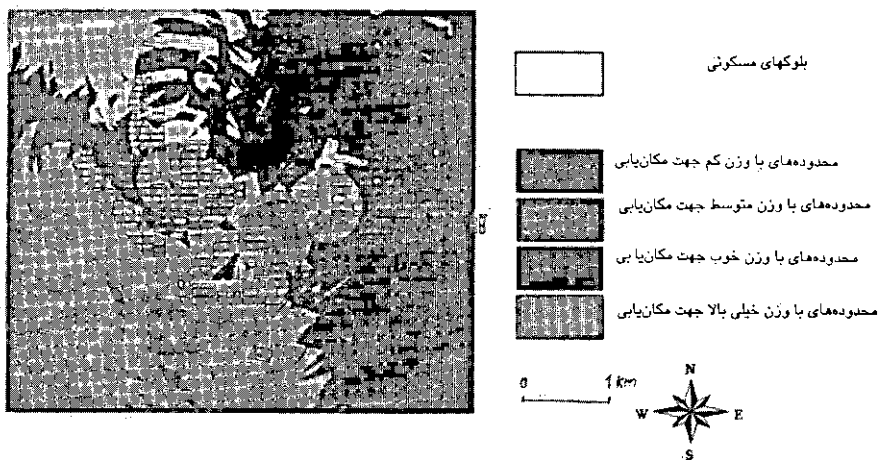 بلوکهای مسکونی
محدوده‌های با وزن کم جهت مکان‌یابی
محدوده‌های با وزن متوسط جهت مکان‌یابی
محدوده‌های با وزن خوب جهت مکان‌یا بی
محدوده‌های با وزن خیلی بالا جهت مکان‌یابی
0 1 km
N
W E
S